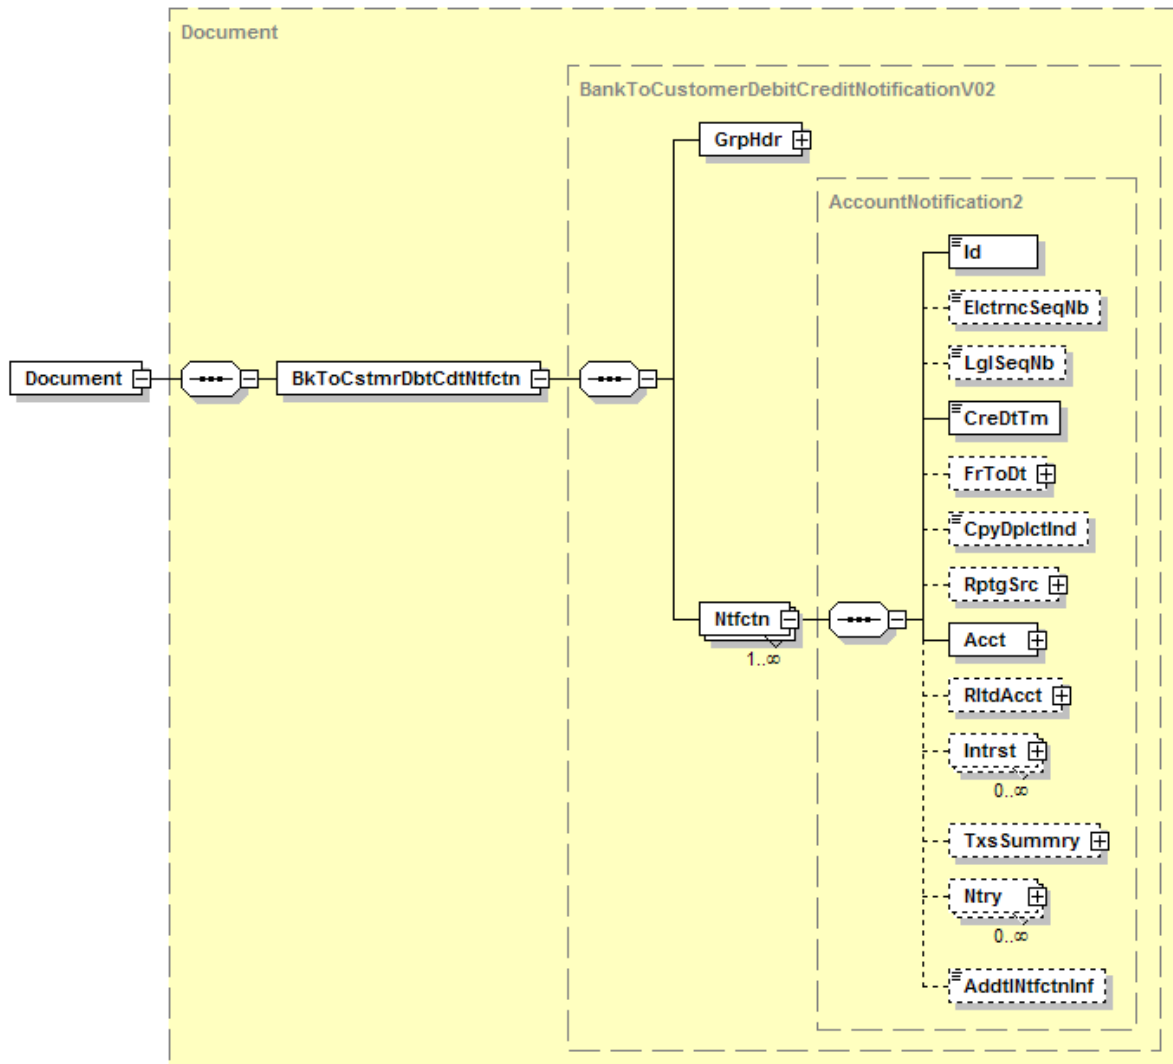 Document
BankToCustomerDebitCreditNotificationV02
GrpHdr
AccountNotification2
Id
ElctrncSeqNb
LglSeqNb
Document
BkToCstmrDbtCdtNtfctn
CreDtTm
FrToDt
CpyDplctInd
RptgSrc
Ntfctn
1..∞
Acct
RltdAcct
Intrst
0..∞
TxsSummry
Ntry
0..∞
AddtlNtfctnInf